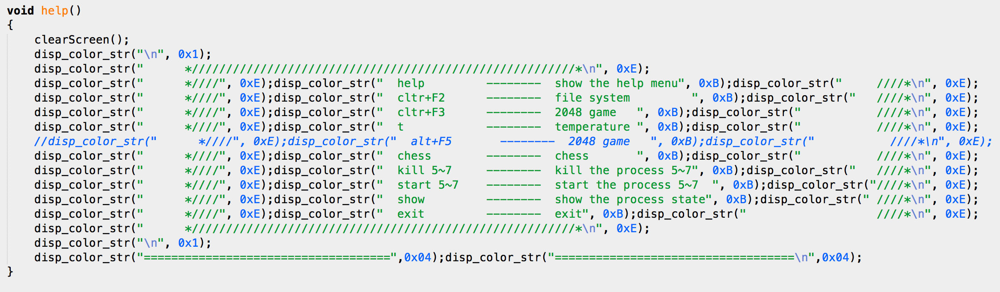 void help()
{
    clearScreen();
    disp_color_str("\n", 0x1);
    disp_color_str("      *////////////////////////////////////////////////////////*\n", 0xE);
    disp_color_str("      *////", 0xE);disp_color_str("  help         --------  show the help menu", 0xB);disp_color_str("     ////*\n", 0xE);
    disp_color_str("      *////", 0xE);disp_color_str("  cltr+F2      --------  file system         ", 0xB);disp_color_str("   ////*\n", 0xE);
    disp_color_str("      *////", 0xE);disp_color_str("  cltr+F3      --------  2048 game   ", 0xB);disp_color_str("           ////*\n", 0xE);
    disp_color_str("      *////", 0xE);disp_color_str("  t            --------  temperature ", 0xB);disp_color_str("           ////*\n", 0xE);
    //disp_color_str("      *////", 0xE);disp_color_str("  alt+F5       --------  2048 game   ", 0xB);disp_color_str("           ////*\n", 0xE);
    disp_color_str("      *////", 0xE);disp_color_str("  chess        --------  chess       ", 0xB);disp_color_str("           ////*\n", 0xE);
    disp_color_str("      *////", 0xE);disp_color_str("  kill 5~7     --------  kill the process 5~7", 0xB);disp_color_str("   ////*\n", 0xE);
    disp_color_str("      *////", 0xE);disp_color_str("  start 5~7    --------  start the process 5~7  ", 0xB);disp_color_str("////*\n", 0xE);
    disp_color_str("      *////", 0xE);disp_color_str("  show         --------  show the process state", 0xB);disp_color_str(" ////*\n", 0xE);
    disp_color_str("      *////", 0xE);disp_color_str("  exit         --------  exit", 0xB);disp_color_str("                   ////*\n", 0xE);
    disp_color_str("      *////////////////////////////////////////////////////////*\n", 0xE);
    disp_color_str("\n", 0x1);
    disp_color_str("====================================",0x04);disp_color_str("===================================\n",0x04);
}